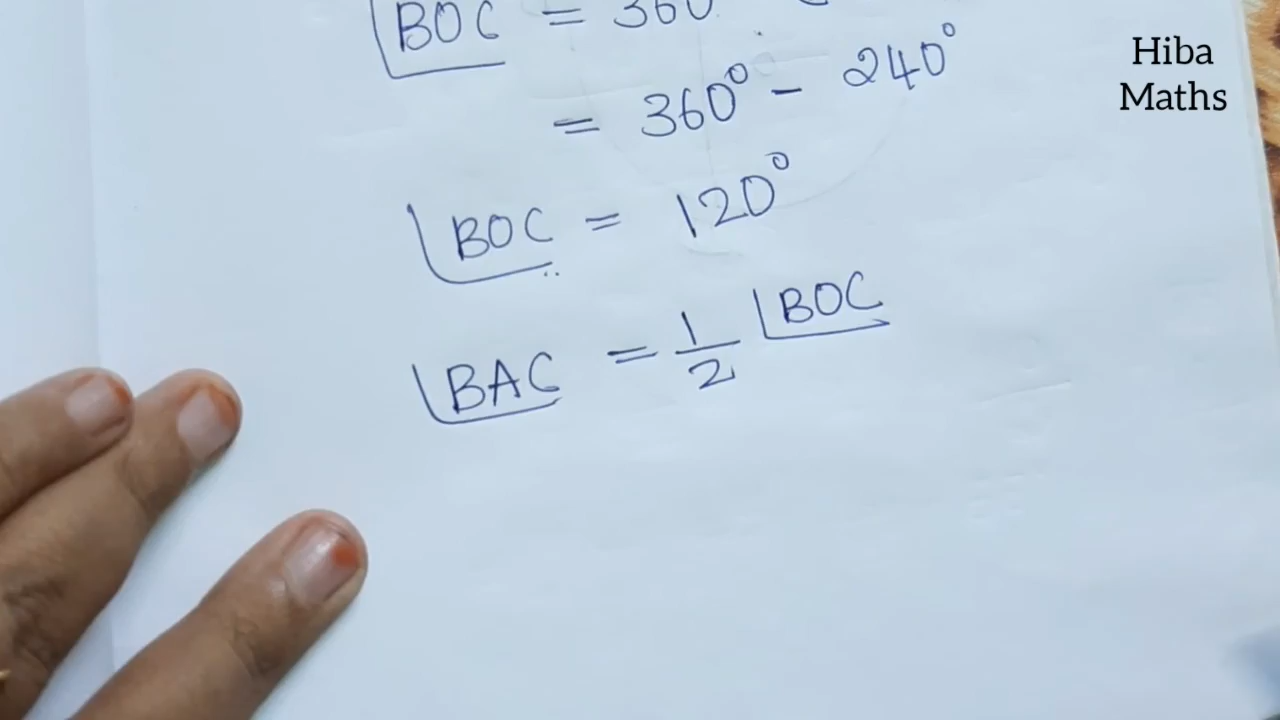 ∠BOC = 360
= 360° - 240°
∠BOC = 120°
∠BAC = 1/2 ∠BOC
Hiba
Maths